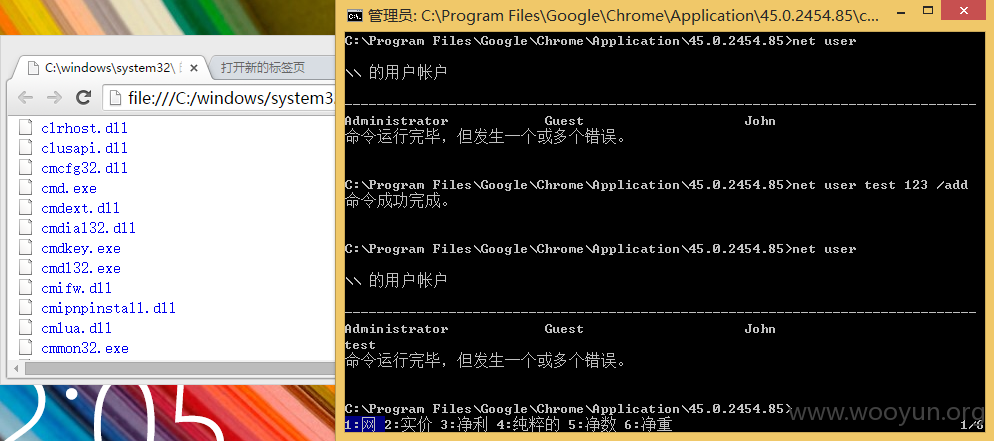 C:\windows\system32\
打开新的标签页
file:///C:/windows/system3
clrhost.dll
clusapi.dll
cmcfg32.dll
cmd.exe
cmdext.dll
cmdial32.dll
cmdkey.exe
cmdl32.exe
cmifw.dll
cmipnpinstall.dll
cmlua.dll
cmmon32.exe
2:05
管理员: C:\Program Files\Google\Chrome\Application\45.0.2454.85\c...
C:\Program Files\Google\Chrome\Application\45.0.2454.85>net user
\\ 的用户帐户
-------------------------------------------------------------------------------
Administrator Guest John
命令运行完毕，但发生一个或多个错误。
C:\Program Files\Google\Chrome\Application\45.0.2454.85>net user test 123 /add
命令成功完成。
C:\Program Files\Google\Chrome\Application\45.0.2454.85>net user
\\ 的用户帐户
-------------------------------------------------------------------------------
Administrator Guest John
test
命令运行完毕，但发生一个或多个错误。
C:\Program Files\Google\Chrome\Application\45.0.2454.85>
www.wooyun.org
1:网 2:实价 3:净利 4:纯粹的 5:净数 6:净重 1/6